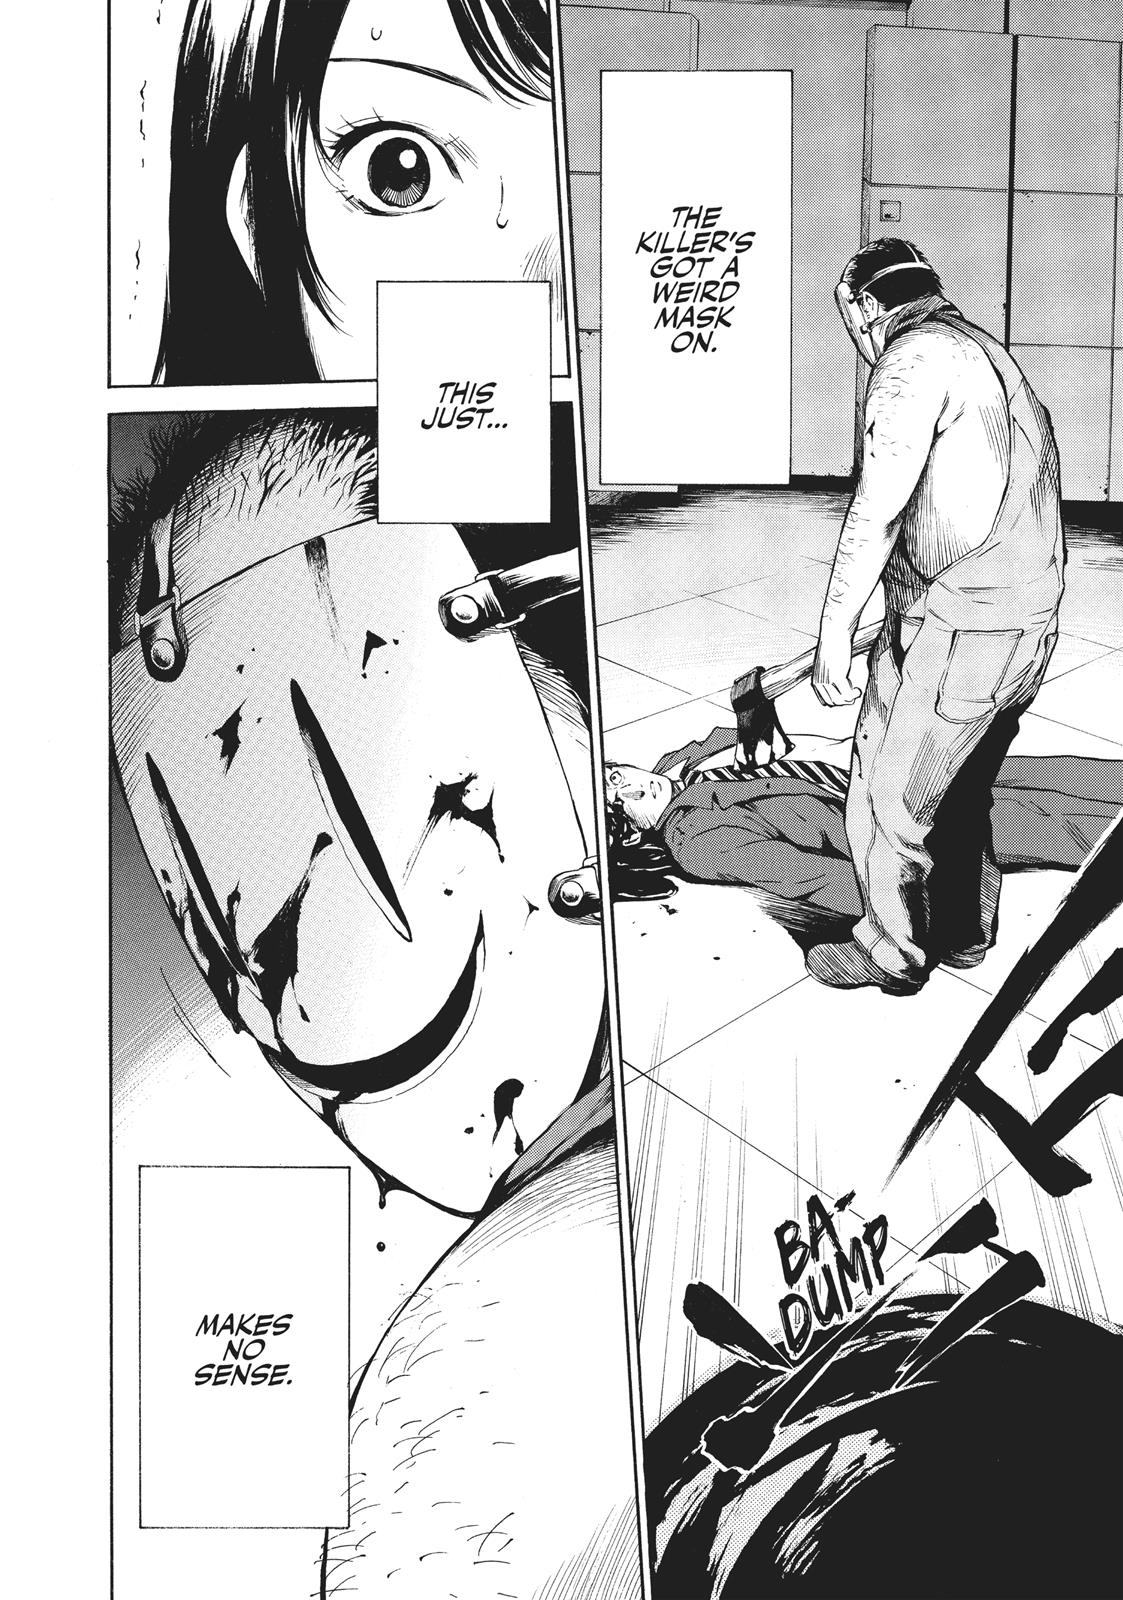 THE
KILLER'S
GOT A
WEIRD
MASK
ON.
BA-
DUMP
THIS
JUST...
MAKES
NO
SENSE.